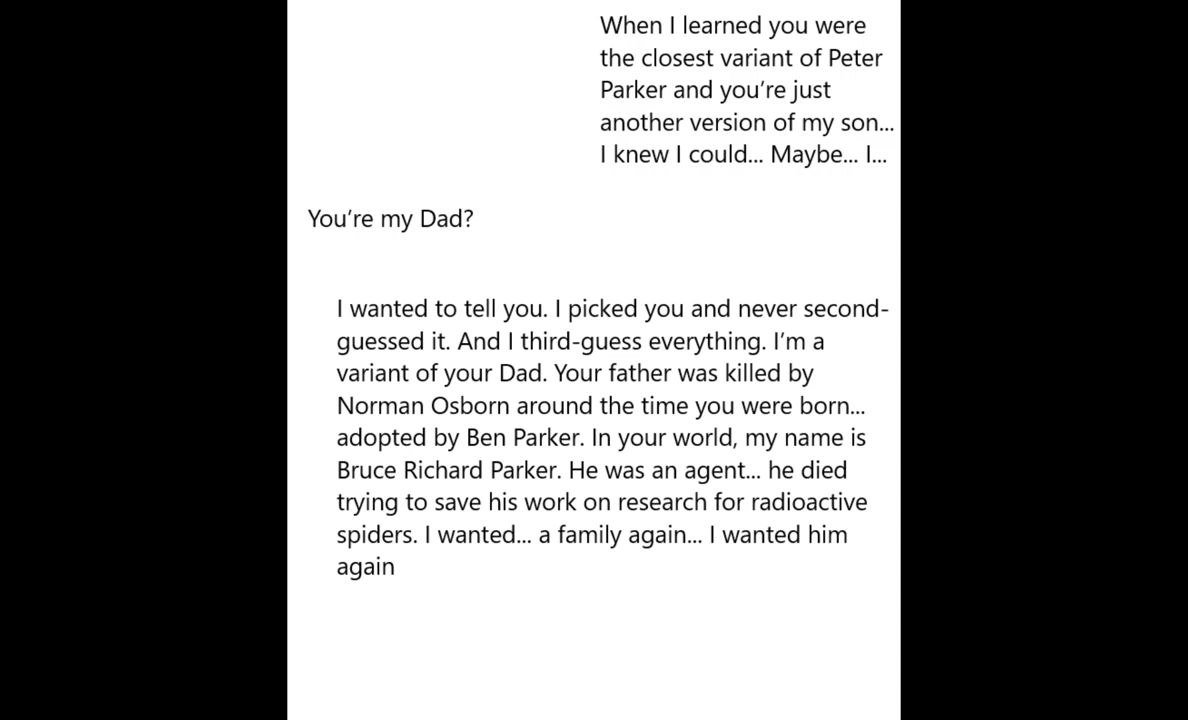 When I learned you were
the closest variant of Peter
Parker and you’re just
another version of my son...
I knew I could... Maybe... I...
You’re my Dad?
I wanted to tell you. I picked you and never second-
guessed it. And I third-guess everything. I’m a
variant of your Dad. Your father was killed by
Norman Osborn around the time you were born...
adopted by Ben Parker. In your world, my name is
Bruce Richard Parker. He was an agent... he died
trying to save his work on research for radioactive
spiders. I wanted... a family again... I wanted him
again